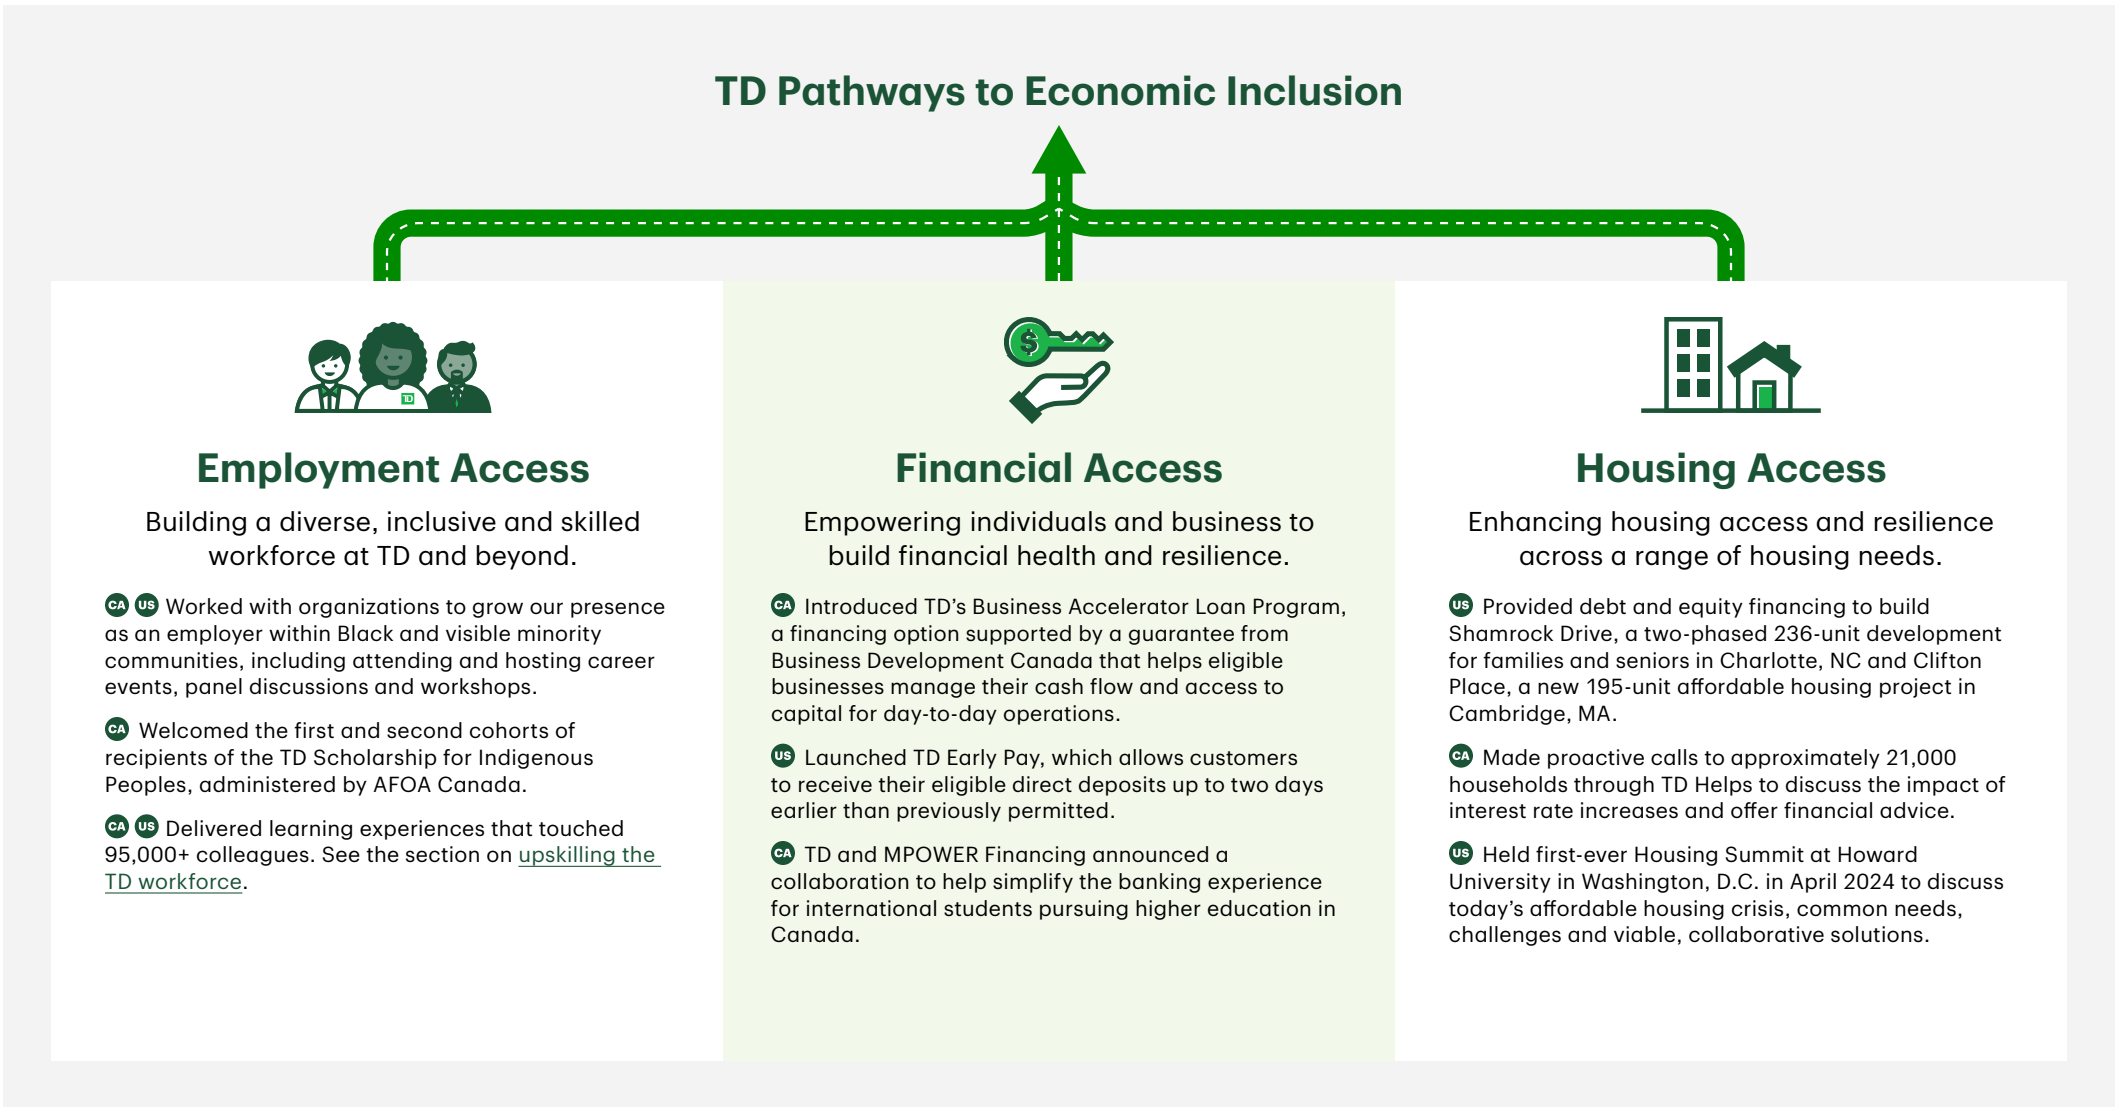 TD Pathways to Economic Inclusion
TD
Employment Access
Building a diverse, inclusive and skilled
workforce at TD and beyond.
CA US Worked with organizations to grow our presence
as an employer within Black and visible minority
communities, including attending and hosting career
events, panel discussions and workshops.
CA Welcomed the first and second cohorts of
recipients of the TD Scholarship for Indigenous
Peoples, administered by AFOA Canada.
CA US Delivered learning experiences that touched
95,000+ colleagues. See the section on upskilling the
TD workforce.
$
Financial Access
Empowering individuals and business to
build financial health and resilience.
CA Introduced TD’s Business Accelerator Loan Program,
a financing option supported by a guarantee from
Business Development Canada that helps eligible
businesses manage their cash flow and access to
capital for day-to-day operations.
US Launched TD Early Pay, which allows customers
to receive their eligible direct deposits up to two days
earlier than previously permitted.
CA TD and MPOWER Financing announced a
collaboration to help simplify the banking experience
for international students pursuing higher education in
Canada.
Housing Access
Enhancing housing access and resilience
across a range of housing needs.
US Provided debt and equity financing to build
Shamrock Drive, a two-phased 236-unit development
for families and seniors in Charlotte, NC and Clifton
Place, a new 195-unit affordable housing project in
Cambridge, MA.
CA Made proactive calls to approximately 21,000
households through TD Helps to discuss the impact of
interest rate increases and offer financial advice.
US Held first-ever Housing Summit at Howard
University in Washington, D.C. in April 2024 to discuss
today’s affordable housing crisis, common needs,
challenges and viable, collaborative solutions.